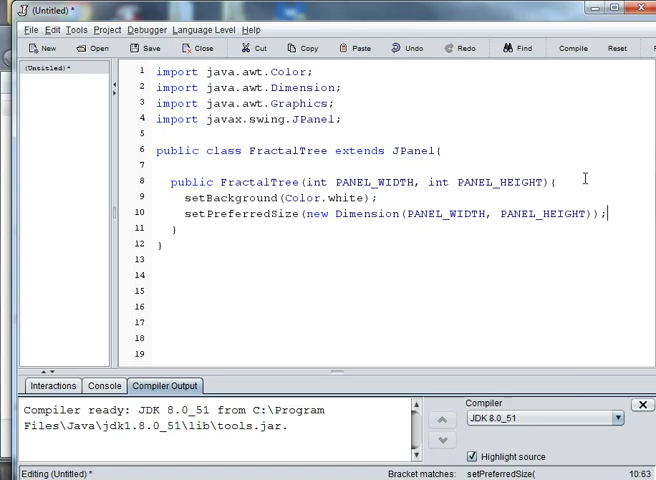 (Untitled) *
File Edit Tools Project Debugger Language Level Help
New Open Save Close Cut Copy Paste Undo Redo Find Compile Reset
(Untitled) *
1 import java.awt.Color;
2 import java.awt.Dimension;
3 import java.awt.Graphics;
4 import javax.swing.JPanel;
5
6 public class FractalTree extends JPanel{
7
8 public FractalTree(int PANEL_WIDTH, int PANEL_HEIGHT){
9 setBackground(Color.white);
10 setPreferredSize(new Dimension(PANEL_WIDTH, PANEL_HEIGHT));
11 }
12 }
13
14
15
16
17
18
19
Interactions Console Compiler Output
Compiler ready: JDK 8.0_51 from C:\Program
Files\Java\jdk1.8.0_51\lib\tools.jar.
Compiler
JDK 8.0_51
Highlight source
Editing (Untitled) * Bracket matches: setPreferredSize( 10:63